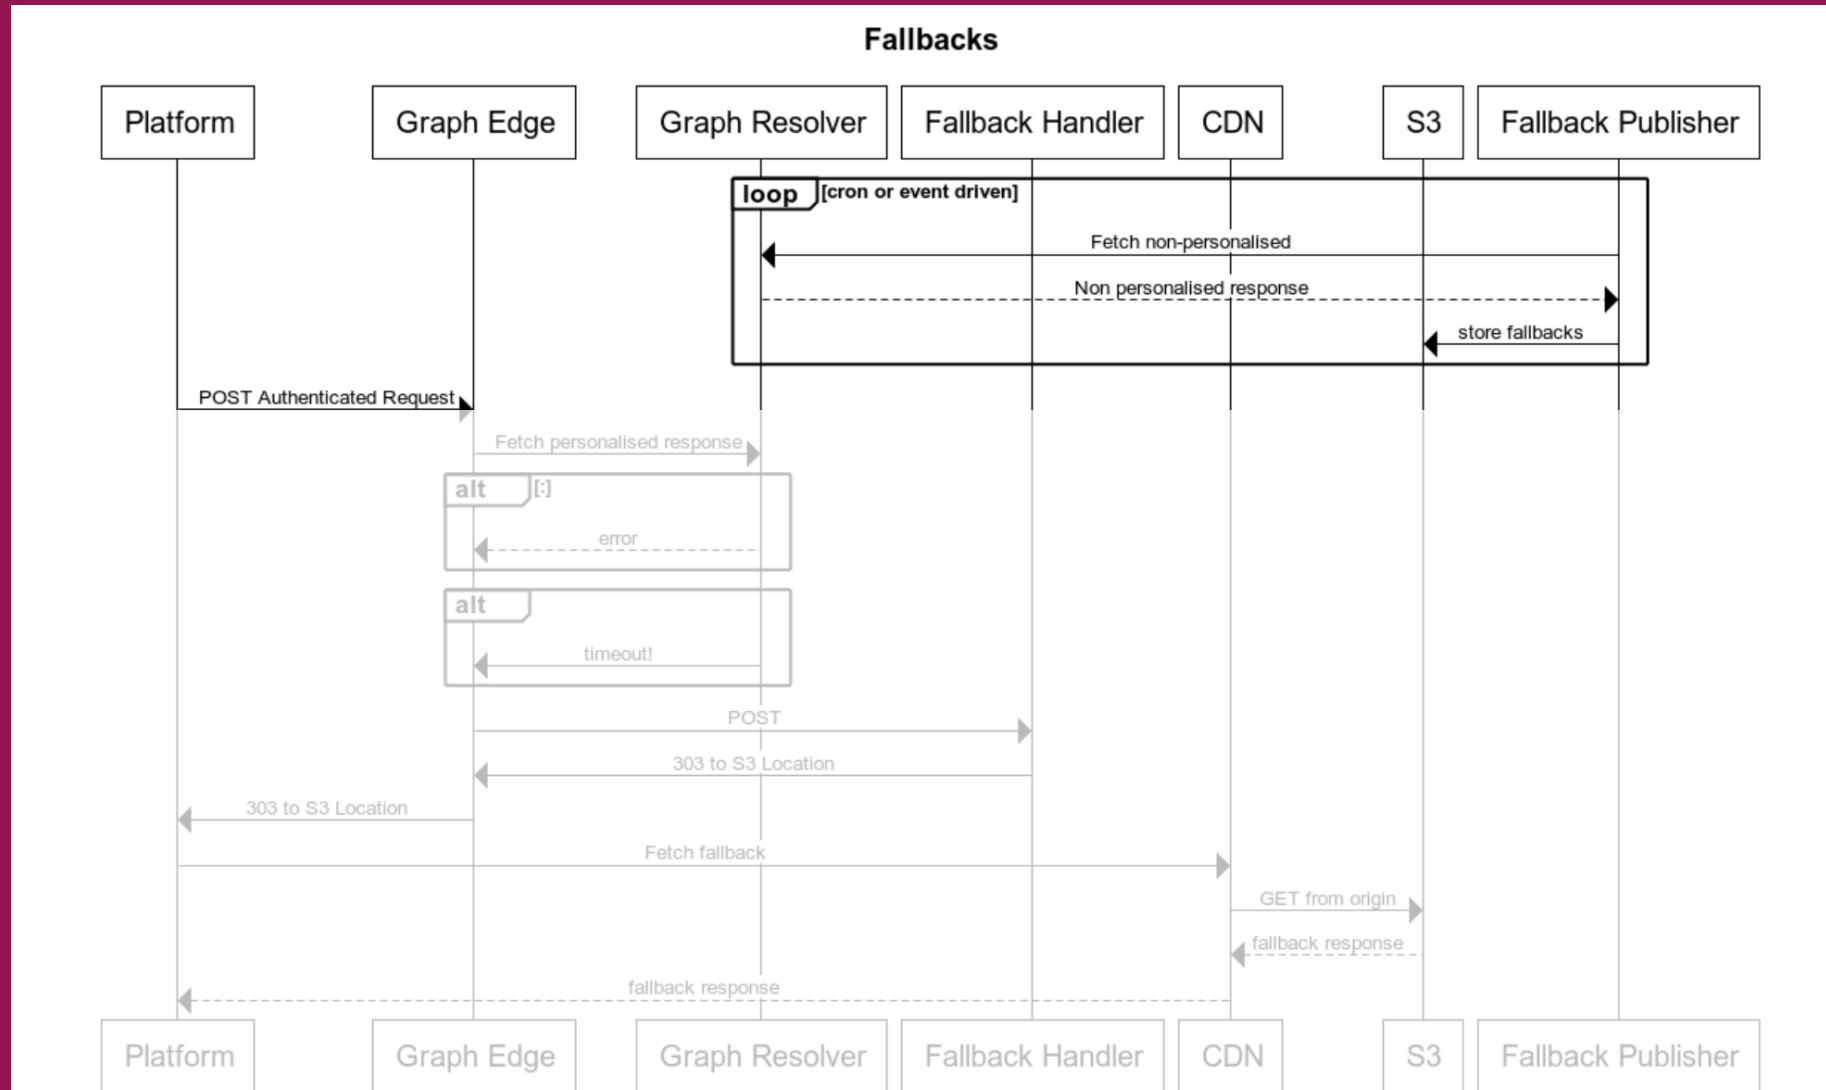 Fallbacks
Platform
Graph Edge
Graph Resolver
Fallback Handler
CDN
S3
Fallback Publisher
loop
[cron or event driven]
Fetch non-personalised
Non personalised response
store fallbacks
POST Authenticated Request
Fetch personalised response
alt
[:]
error
alt
timeout!
POST
303 to S3 Location
303 to S3 Location
Fetch fallback
GET from origin
fallback response
fallback response
Platform
Graph Edge
Graph Resolver
Fallback Handler
CDN
S3
Fallback Publisher